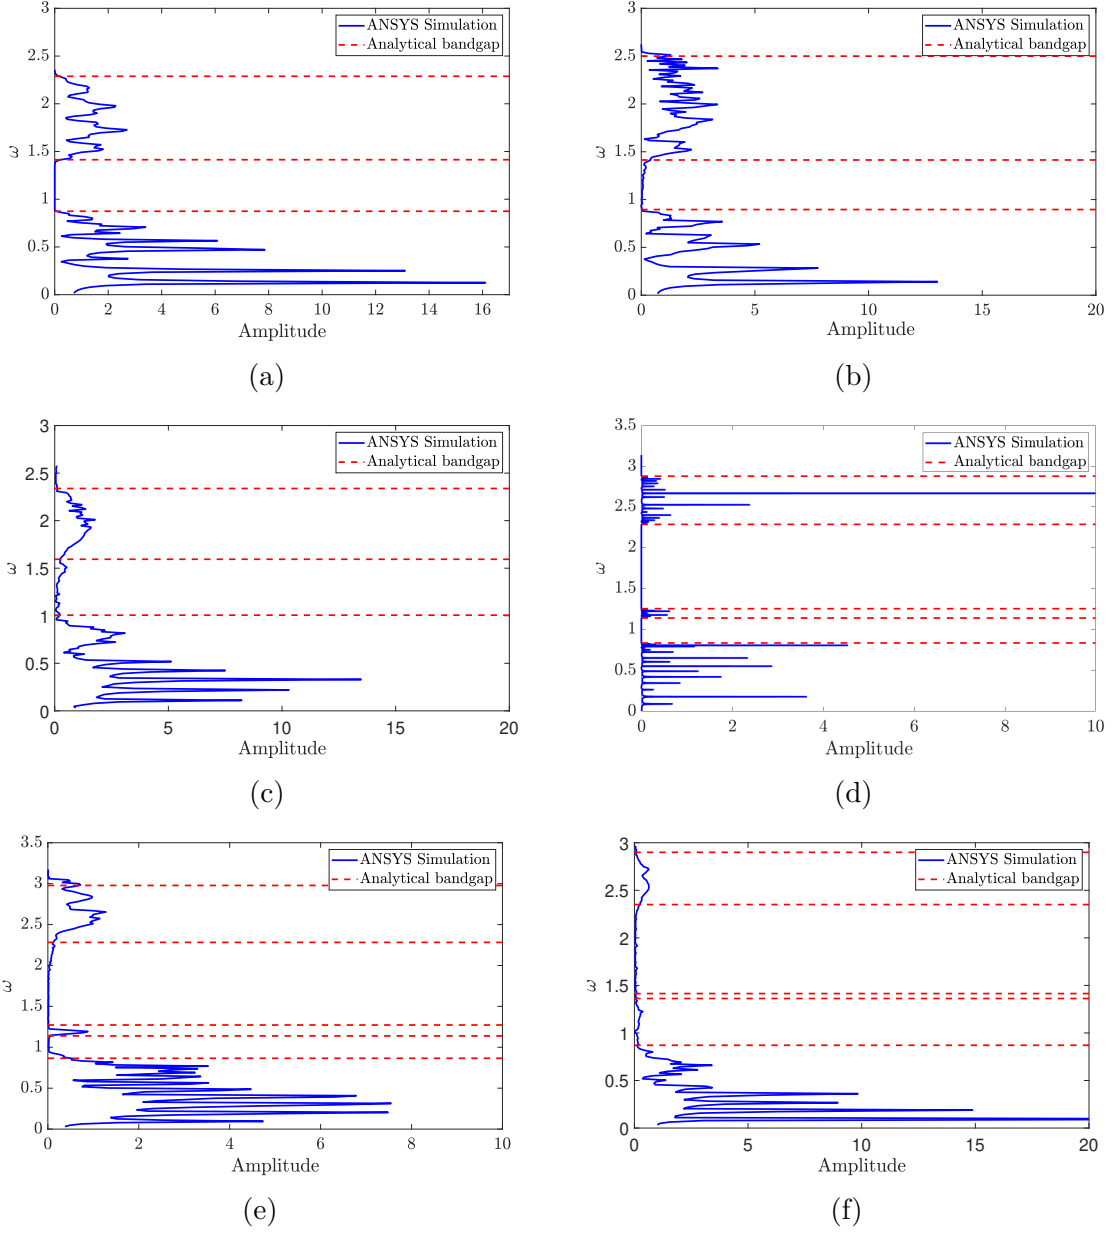 3
2.5
2
1.5
1
0.5
0
ω
ANSYS Simulation
Analytical bandgap
0 2 4 6 8 10 12 14 16
Amplitude
(a)
3
2.5
2
1.5
1
0.5
0
ω
ANSYS Simulation
Analytical bandgap
0 5 10 15 20
Amplitude
(b)
3
2.5
2
1.5
1
0.5
0
ω
ANSYS Simulation
Analytical bandgap
0 5 10 15 20
Amplitude
(c)
3.5
3
2.5
2
1.5
1
0.5
0
ω
ANSYS Simulation
Analytical bandgap
0 2 4 6 8 10
Amplitude
(d)
3.5
3
2.5
2
1.5
1
0.5
0
ω
ANSYS Simulation
Analytical bandgap
0 2 4 6 8 10
Amplitude
(e)
3
2.5
2
1.5
1
0.5
0
ω
ANSYS Simulation
Analytical bandgap
0 5 10 15 20
Amplitude
(f)